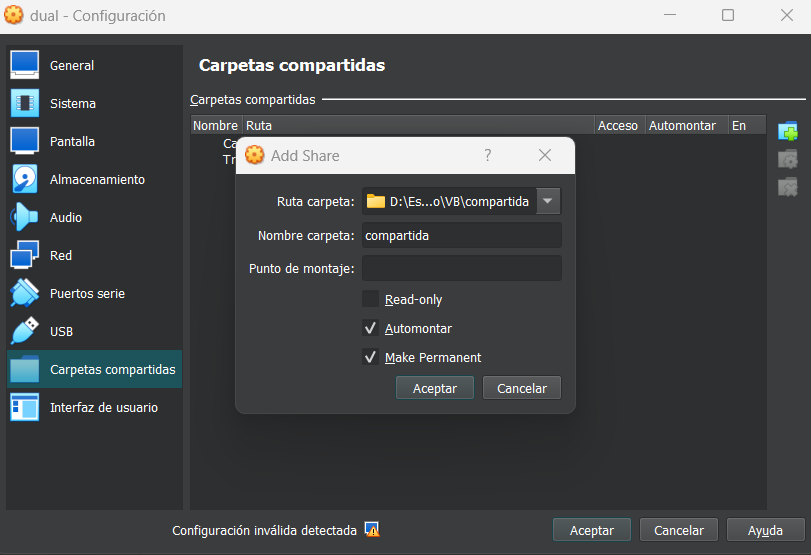 dual - Configuración
General
Sistema
Pantalla
Almacenamiento
Audio
Red
Puertos serie
USB
Carpetas compartidas
Interfaz de usuario
Carpetas compartidas
Carpetas compartidas
Nombre Ruta Acceso Automontar En
Ca
Tr
Add Share ?
Ruta carpeta: D:\Es...o\VB\compartida
Nombre carpeta: compartida
Punto de montaje:
Read-only
Automontar
Make Permanent
Aceptar Cancelar
Configuración inválida detectada
Aceptar Cancelar Ayuda